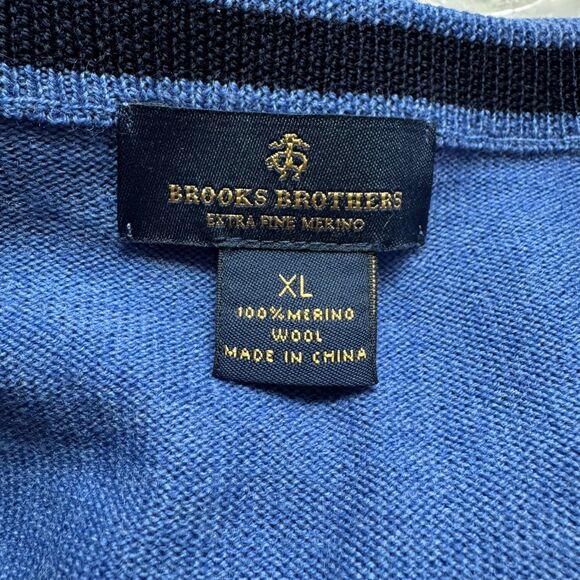 BROOKS BROTHERS
EXTRA FINE MERINO
XL
100% MERINO
WOOL
MADE IN CHINA